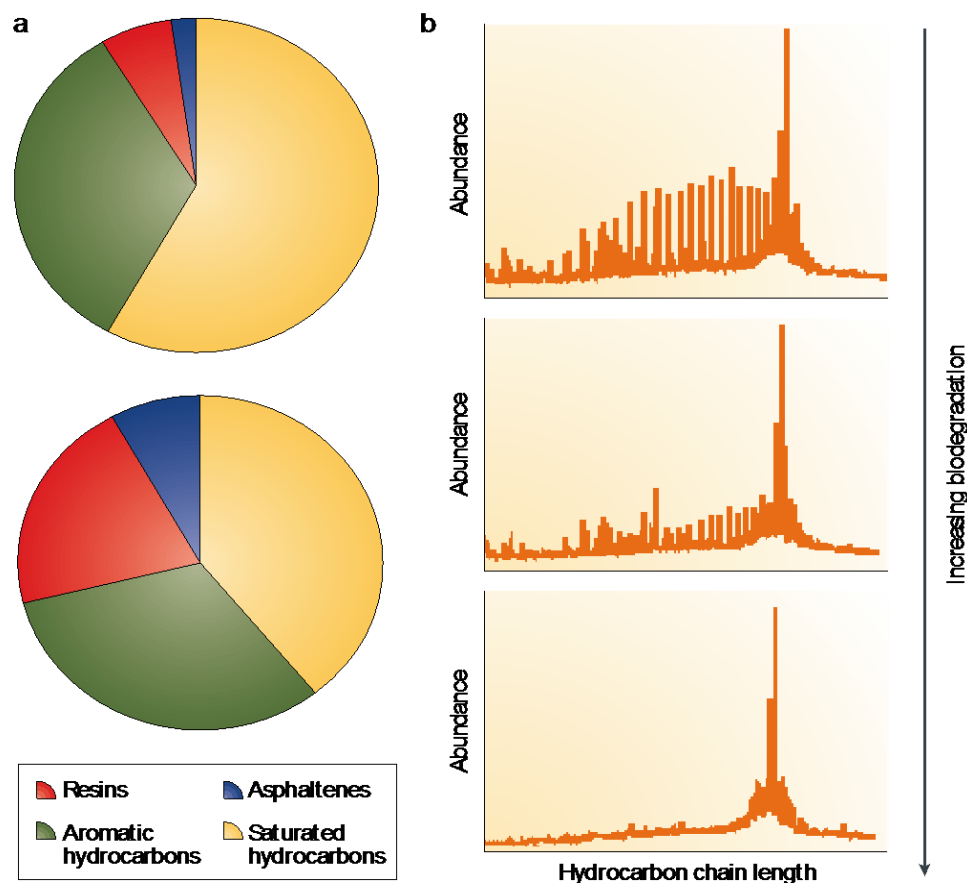 a
b
Abundance
Abundance
Abundance
Increasing biodegradation
Hydrocarbon chain length
Resins
Asphaltenes
Aromatic
hydrocarbons
Saturated
hydrocarbons